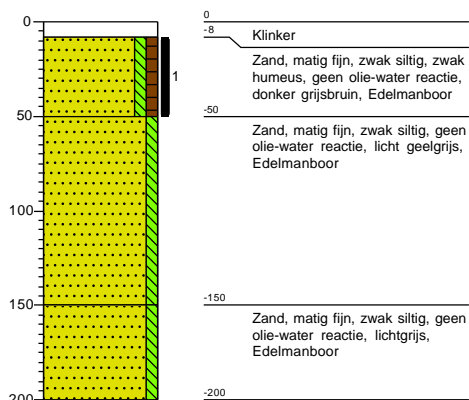 0
50
100
150
200
1
0
-8
Klinker
Zand, matig fijn, zwak siltig, zwak
humeus, geen olie-water reactie,
donker grijsbruin, Edelmanboor
-50
Zand, matig fijn, zwak siltig, geen
olie-water reactie, licht geelgrijs,
Edelmanboor
-150
Zand, matig fijn, zwak siltig, geen
olie-water reactie, lichtgrijs,
Edelmanboor
-200